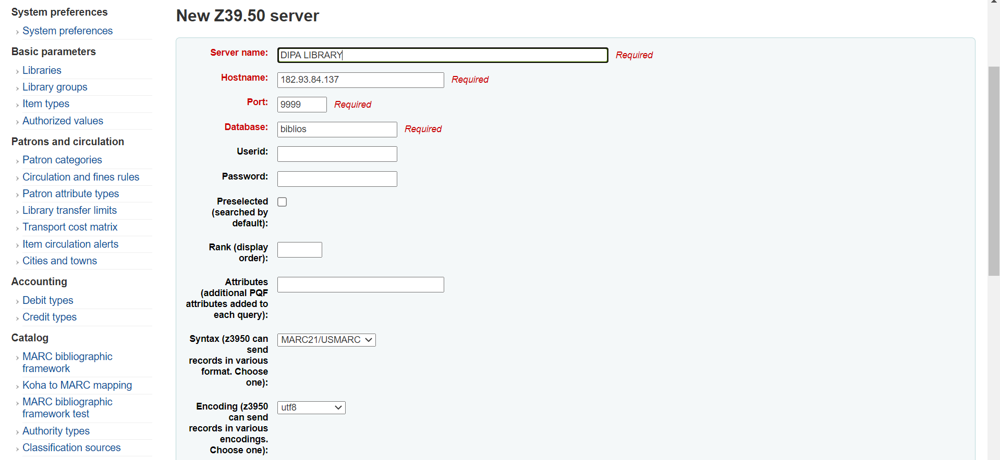 System preferences
System preferences
Basic parameters
Libraries
Library groups
Item types
Authorized values
Patrons and circulation
Patron categories
Circulation and fines rules
Patron attribute types
Library transfer limits
Transport cost matrix
Item circulation alerts
Cities and towns
Accounting
Debit types
Credit types
Catalog
MARC bibliographic
framework
Koha to MARC mapping
MARC bibliographic
framework test
Authority types
Classification sources
New Z39.50 server
Server name: DIPA LIBRARY Required
Hostname: 182.93.84.137 Required
Port: 9999 Required
Database: biblios Required
Userid:
Password:
Preselected
(searched by
default):
Rank (display
order):
Attributes
(additional PQF
attributes added to
each query):
Syntax (z3950 can MARC21/USMARC
send
records in various
format. Choose
one):
Encoding (z3950 utf8
can send
records in various
encodings.
Choose one):